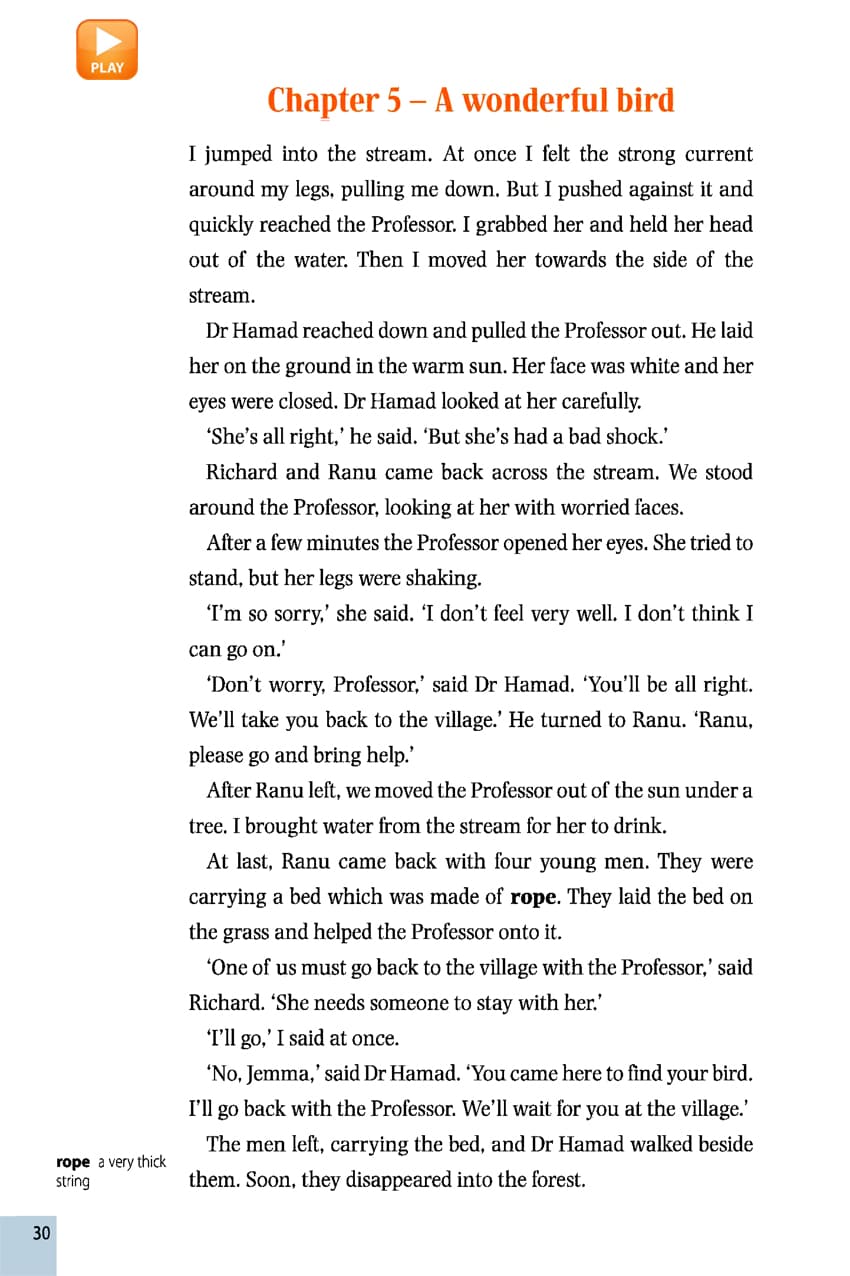 PLAY
Chapter 5 – A wonderful bird
I jumped into the stream. At once I felt the strong current
around my legs, pulling me down. But I pushed against it and
quickly reached the Professor. I grabbed her and held her head
out of the water. Then I moved her towards the side of the
stream.
Dr Hamad reached down and pulled the Professor out. He laid
her on the ground in the warm sun. Her face was white and her
eyes were closed. Dr Hamad looked at her carefully.
‘She’s all right,’ he said. ‘But she’s had a bad shock.’
Richard and Ranu came back across the stream. We stood
around the Professor, looking at her with worried faces.
After a few minutes the Professor opened her eyes. She tried to
stand, but her legs were shaking.
‘I’m so sorry,’ she said. ‘I don’t feel very well. I don’t think I
can go on.’
‘Don’t worry, Professor,’ said Dr Hamad. ‘You’ll be all right.
We’ll take you back to the village.’ He turned to Ranu. ‘Ranu,
please go and bring help.’
After Ranu left, we moved the Professor out of the sun under a
tree. I brought water from the stream for her to drink.
At last, Ranu came back with four young men. They were
carrying a bed which was made of rope. They laid the bed on
the grass and helped the Professor onto it.
‘One of us must go back to the village with the Professor,’ said
Richard. ‘She needs someone to stay with her.’
‘I’ll go,’ I said at once.
‘No, Jemma,’ said Dr Hamad. ‘You came here to find your bird.
I’ll go back with the Professor. We’ll wait for you at the village.’
The men left, carrying the bed, and Dr Hamad walked beside
them. Soon, they disappeared into the forest.
rope a very thick
string
30